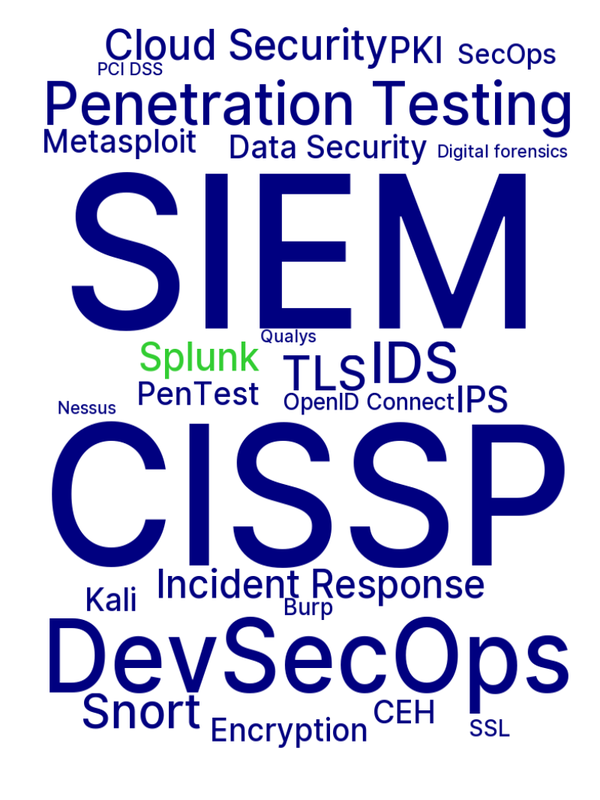 Cloud Security PKI SecOps
PCI DSS
Penetration Testing
Metasploit Data Security Digital forensics
SIEM
Qualys
Splunk TLS IDS
PenTest OpenID Connect IPS
Nessus
CISSP
Incident Response
Kali Burp
DevSecOps
Snort Encryption CEH SSL